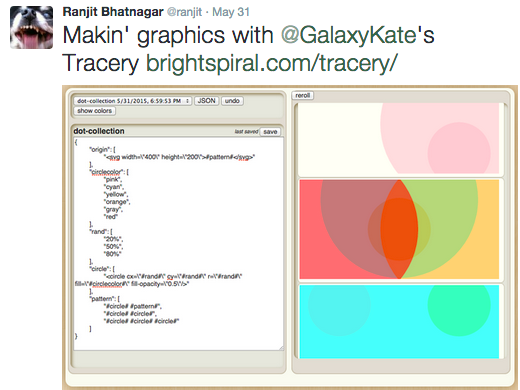 Ranjit Bhatnagar @ranjit · May 31
Makin' graphics with @GalaxyKate's
Tracery brightspiral.com/tracery/
dot-collection 5/31/2015, 6:59:53 PM JSON undo
show colors
reroll
dot-collection last saved save
{
"origin": [
"<svg width=\"400\" height=\"200\">#pattern#</svg>"
],
"circlecolor": [
"pink",
"cyan",
"yellow",
"orange",
"gray",
"red"
],
"rand": [
"20%",
"50%",
"80%"
],
"circle": [
"<circle cx=\"#rand#\" cy=\"#rand#\" r=\"#rand#\"
fill=\"#circlecolor#\" fill-opacity=\"0.5\"/>"
],
"pattern": [
"#circle# #pattern#",
"#circle# #circle#",
"#circle# #circle# #circle#"
]
}